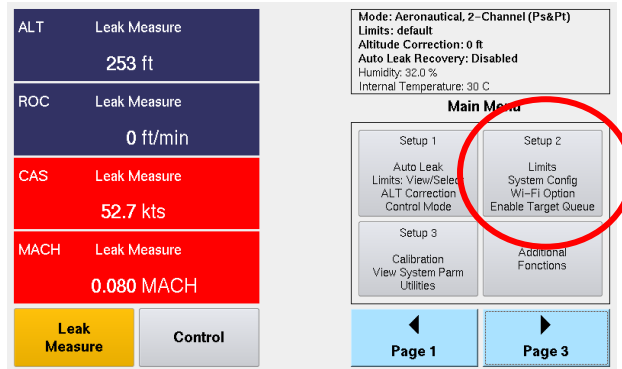 ALT Leak Measure
253 ft
ROC Leak Measure
0 ft/min
CAS Leak Measure
52.7 kts
MACH Leak Measure
0.080 MACH
Leak
Measure
Control
Mode: Aeronautical, 2-Channel (Ps&Pt)
Limits: default
Altitude Correction: 0 ft
Auto Leak Recovery: Disabled
Humidity: 32.0 %
Internal Temperature: 30 C
Main Menu
Setup 1
Auto Leak
Limits: View/Select
ALT Correction
Control Mode
Setup 2
Limits
System Config
Wi-Fi Option
Enable Target Queue
Setup 3
Calibration
View System Parm
Utilities
Additional
Functions
Page 1
Page 3